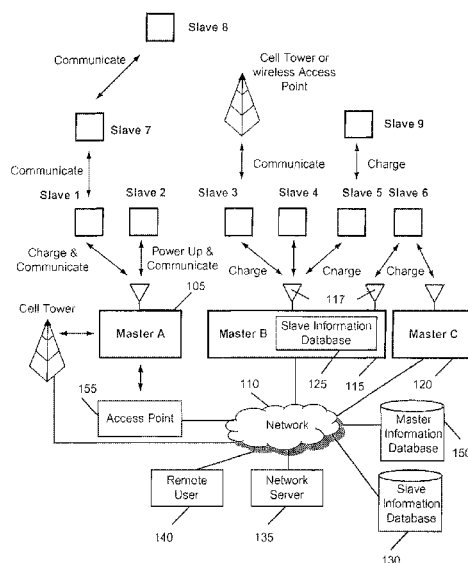 Slave 8
Communicate
Cell Tower or
wireless Access
Point
Slave 7
Slave 9
Communicate
Communicate
Charge
Slave 1
Slave 2
Slave 3
Slave 4
Slave 5
Slave 6
Charge &
Communicate
Power Up &
Communicate
Charge
Charge
Charge
Cell Tower
105
117
Master A
Master B
Slave Information
Database
Master C
155
110
125
115
120
Access Point
Network
Master
Information
Database
150
Remote
User
Network
Server
Slave
Information
Database
140
135
130